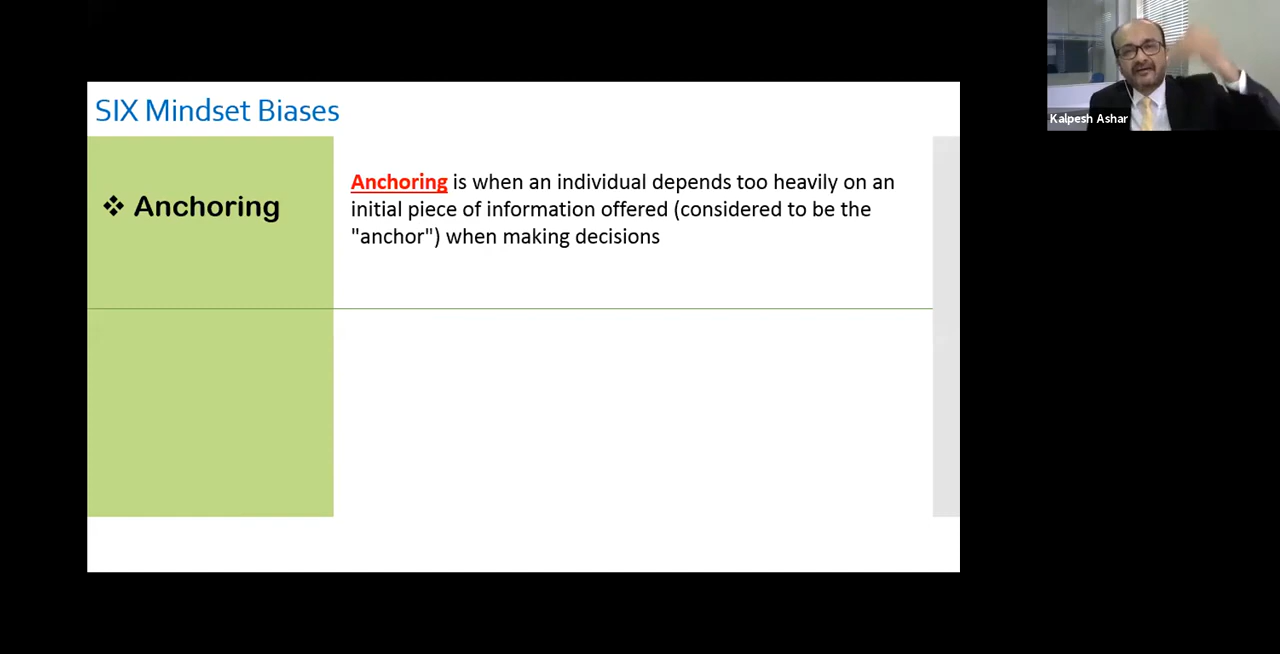 SIX Mindset Biases
❖ Anchoring
Anchoring is when an individual depends too heavily on an
initial piece of information offered (considered to be the
"anchor") when making decisions
Kalpesh Ashar